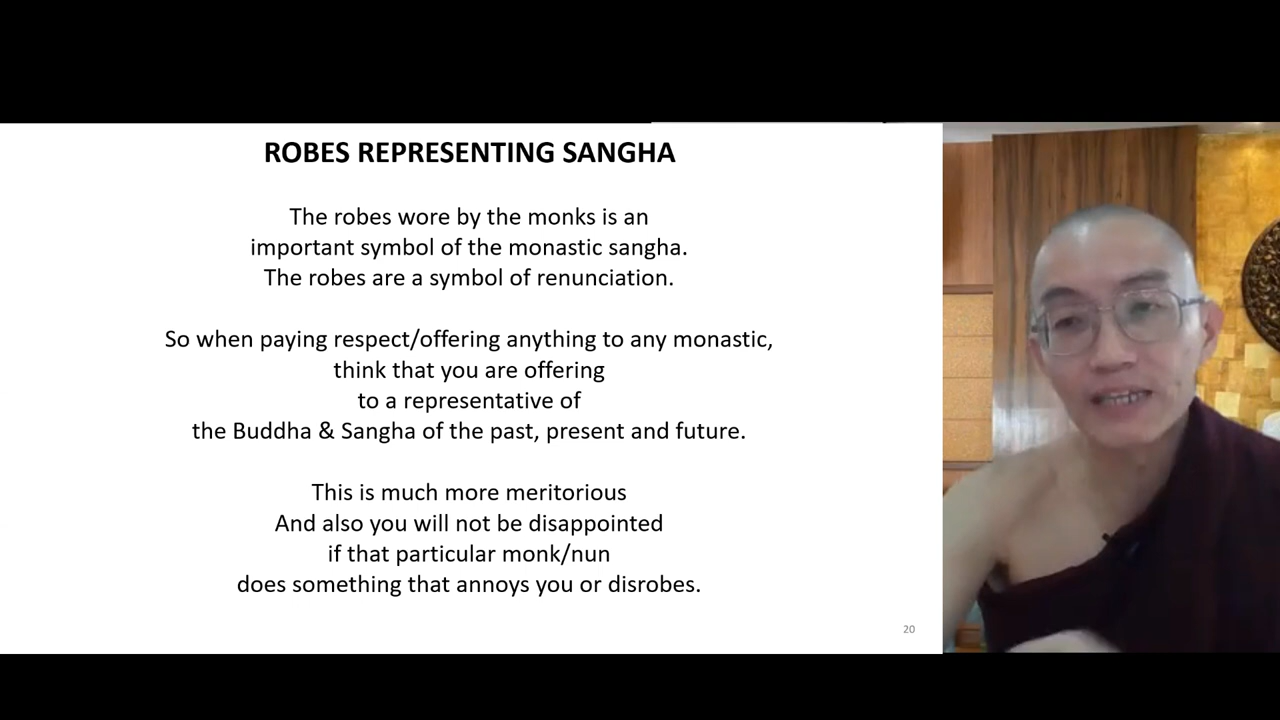 ROBES REPRESENTING SANGHA
The robes wore by the monks is an
important symbol of the monastic sangha.
The robes are a symbol of renunciation.
So when paying respect/offering anything to any monastic,
think that you are offering
to a representative of
the Buddha & Sangha of the past, present and future.
This is much more meritorious
And also you will not be disappointed
if that particular monk/nun
does something that annoys you or disrobes.
20